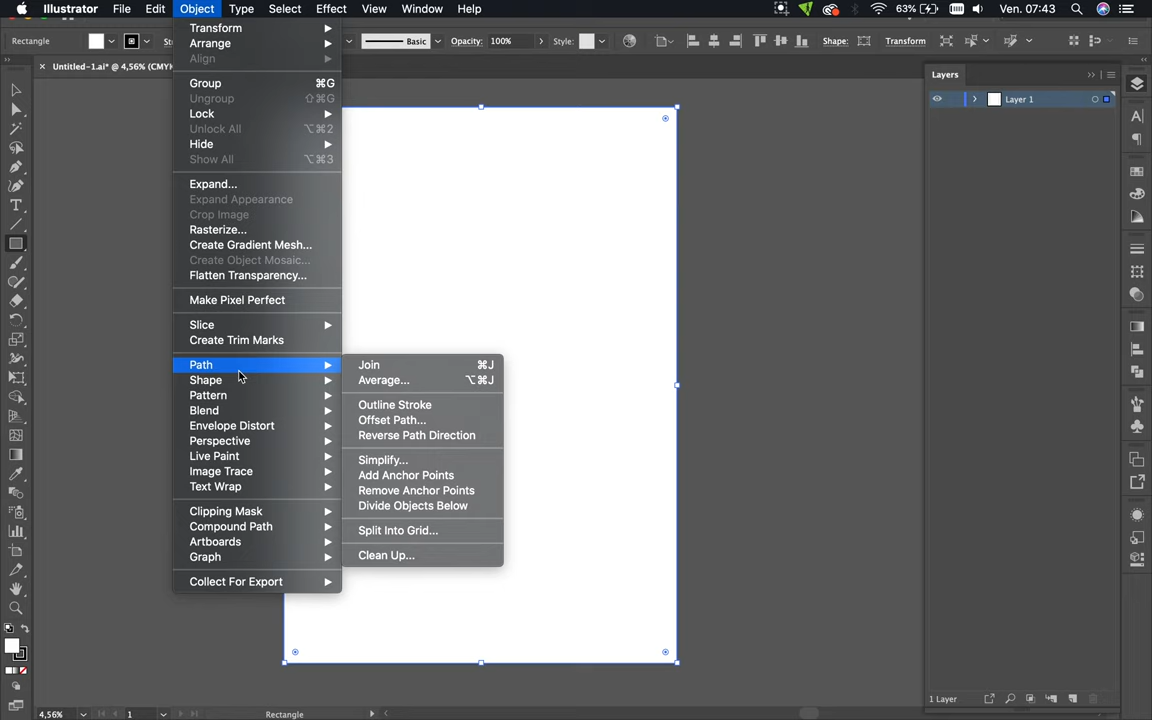 Illustrator File Edit Object Type Select Effect View Window Help 63% Ven. 07:43
Rectangle Basic Opacity: 100% Style: Shape: Transform
Untitled-1.ai* @ 4,56%
Transform
Arrange
Align
Group ⌘G
Ungroup ⇧⌘G
Lock
Unlock All ⌥⌘2
Hide
Show All ⌥⌘3
Expand...
Expand Appearance
Crop Image
Rasterize...
Create Gradient Mesh...
Create Object Mosaic...
Flatten Transparency...
Make Pixel Perfect
Slice
Create Trim Marks
Path
Shape
Pattern
Blend
Envelope Distort
Perspective
Live Paint
Image Trace
Text Wrap
Clipping Mask
Compound Path
Artboards
Graph
Collect For Export
Join ⌘J
Average... ⌥⌘J
Outline Stroke
Offset Path...
Reverse Path Direction
Simplify...
Add Anchor Points
Remove Anchor Points
Divide Objects Below
Split Into Grid...
Clean Up...
Layers
Layer 1
1 Layer
4,56% 1 Rectangle